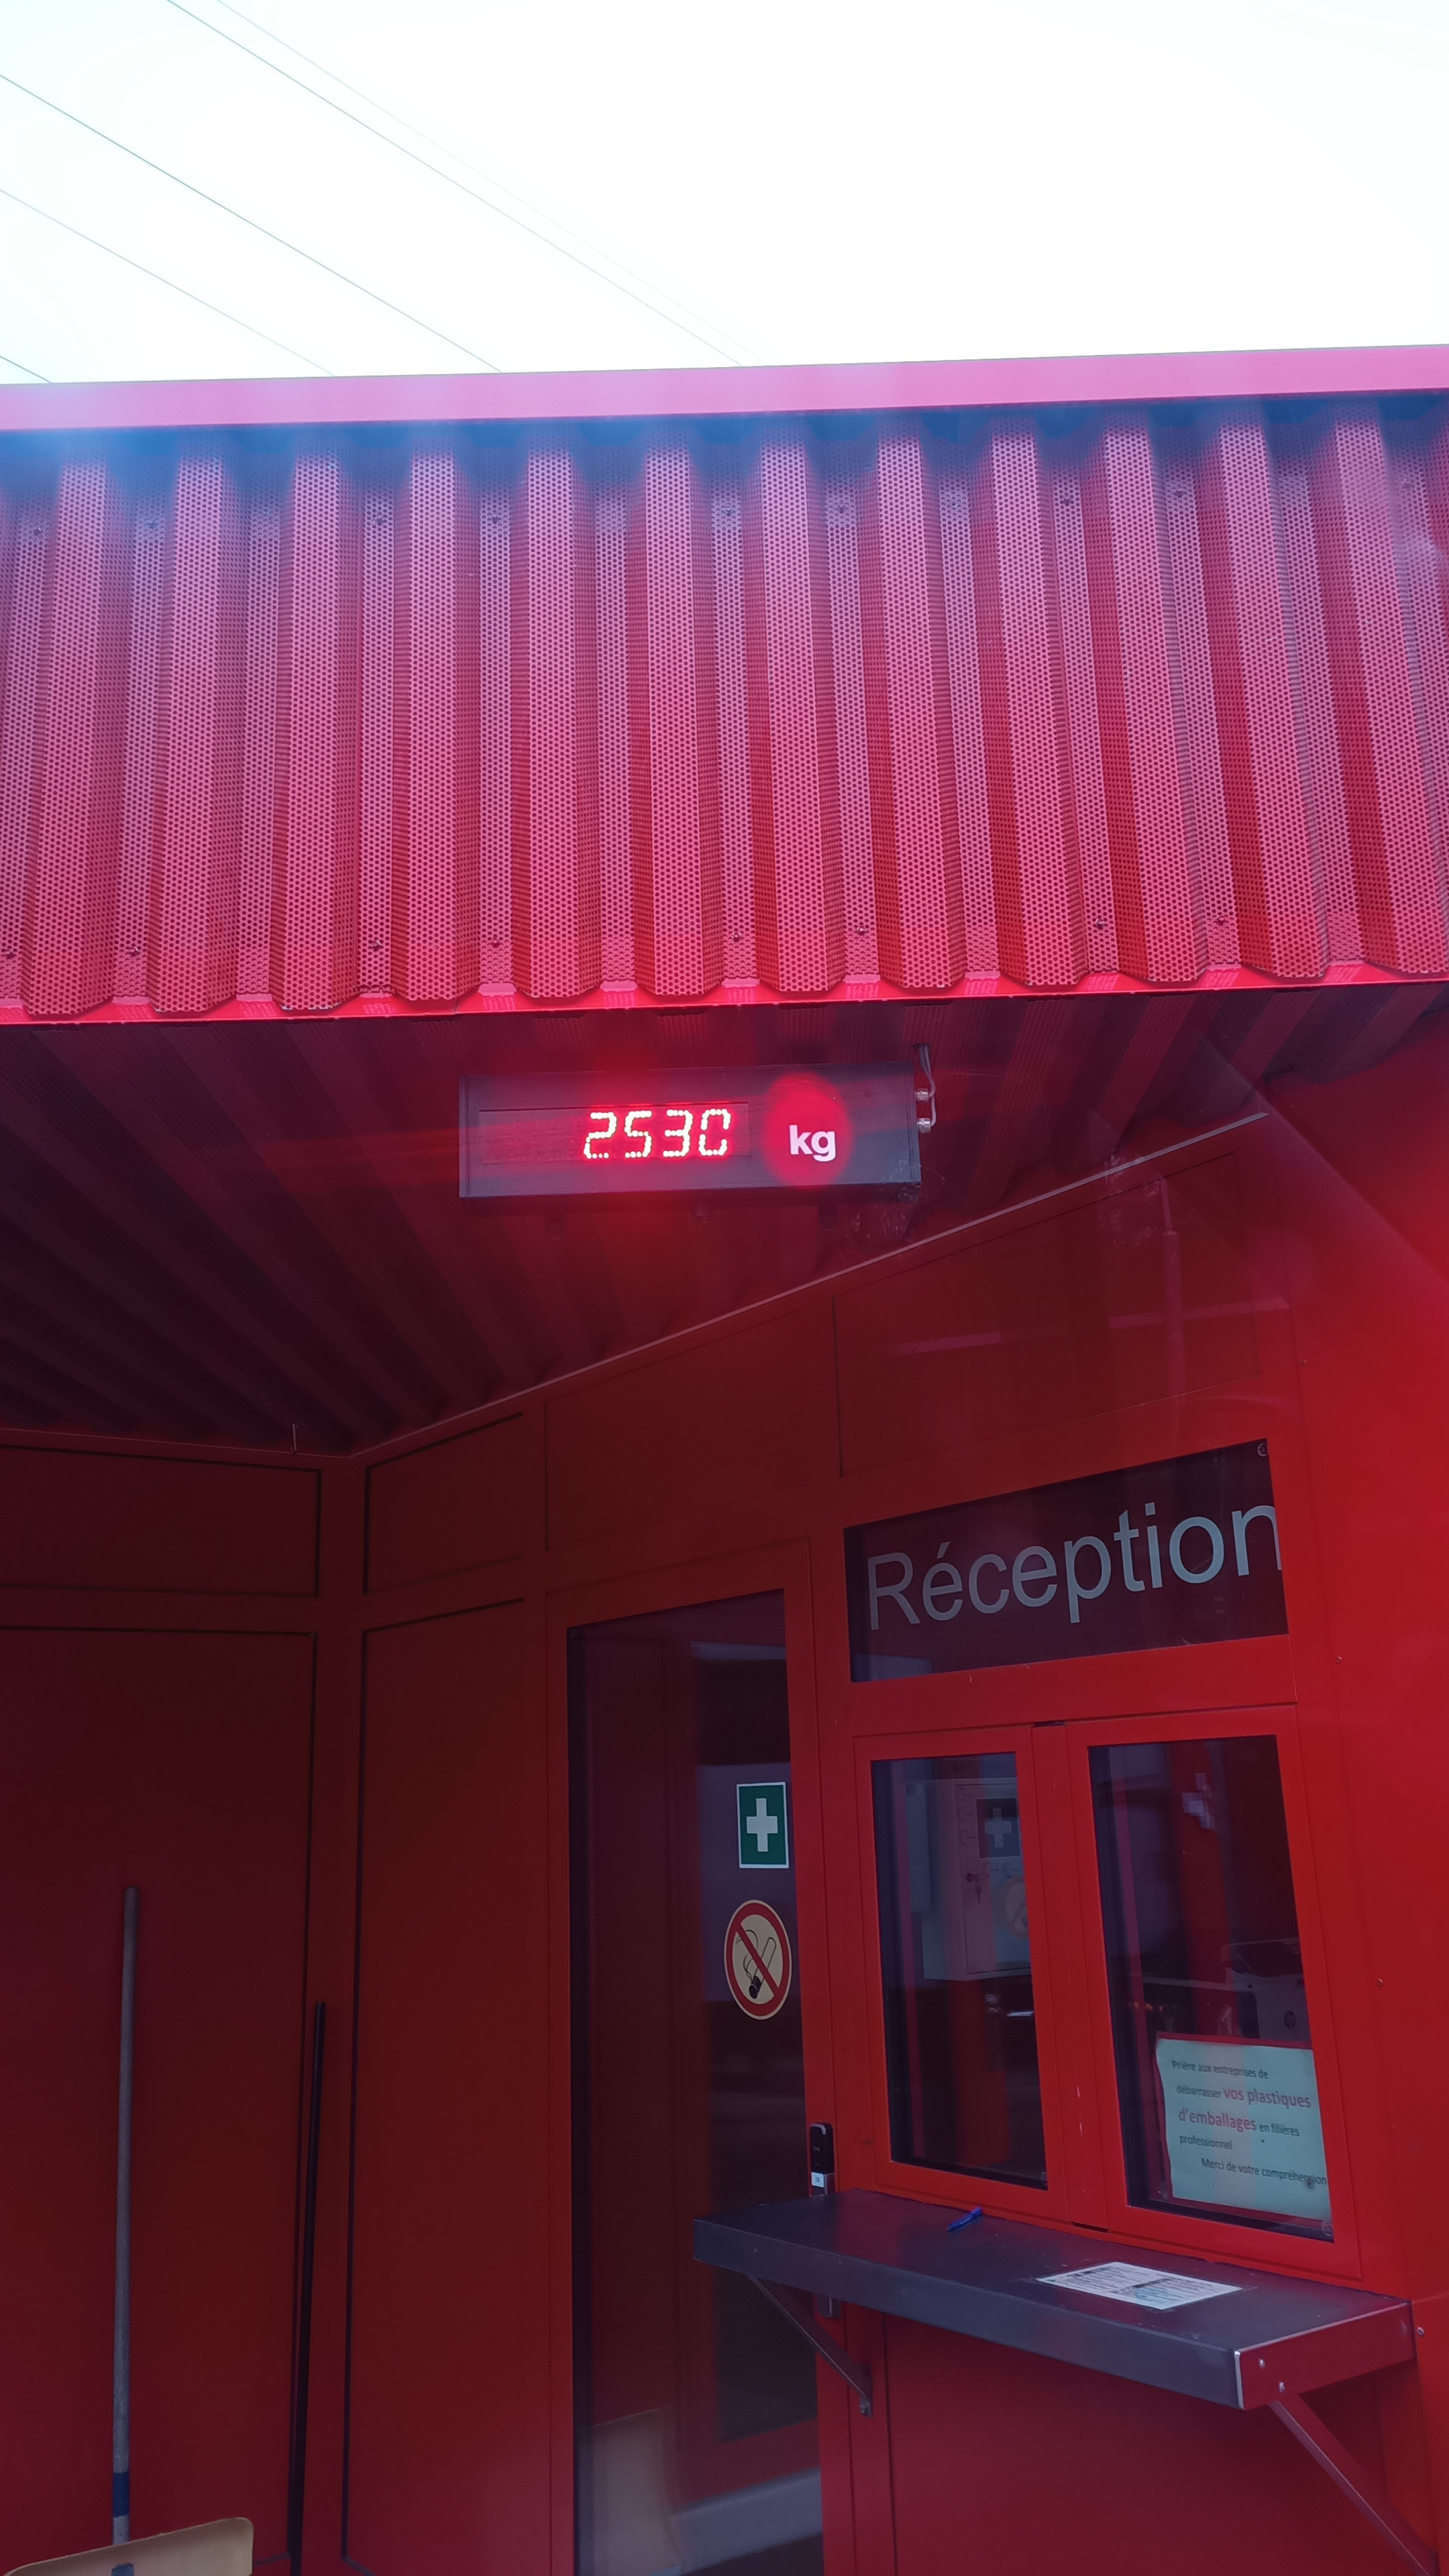 2530 kg
Réception
Prière aux entreprises de
débarrasser vos plastiques
d'emballages en filières
professionnel
Merci de votre compréhension